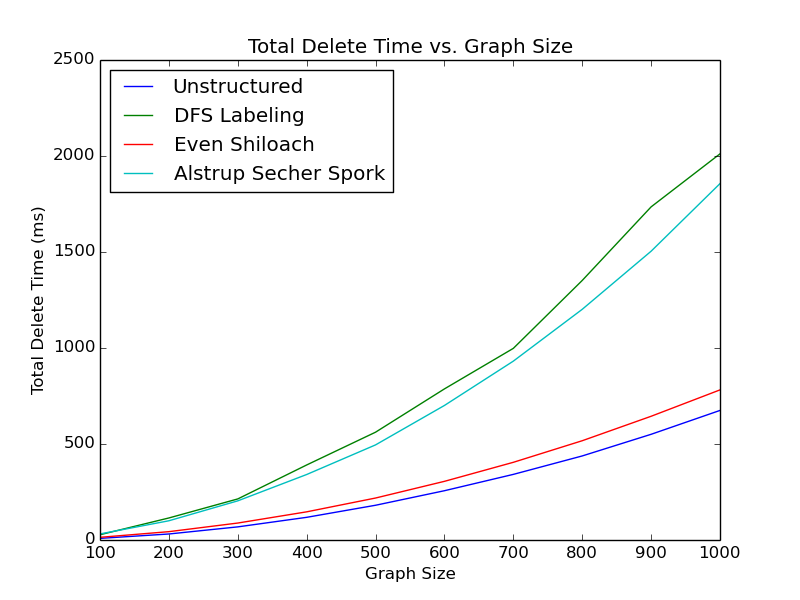 Total Delete Time vs. Graph Size
2500
2000
1500
1000
500
0
Total Delete Time (ms)
Unstructured
DFS Labeling
Even Shiloach
Alstrup Secher Spork
100 200 300 400 500 600 700 800 900 1000
Graph Size